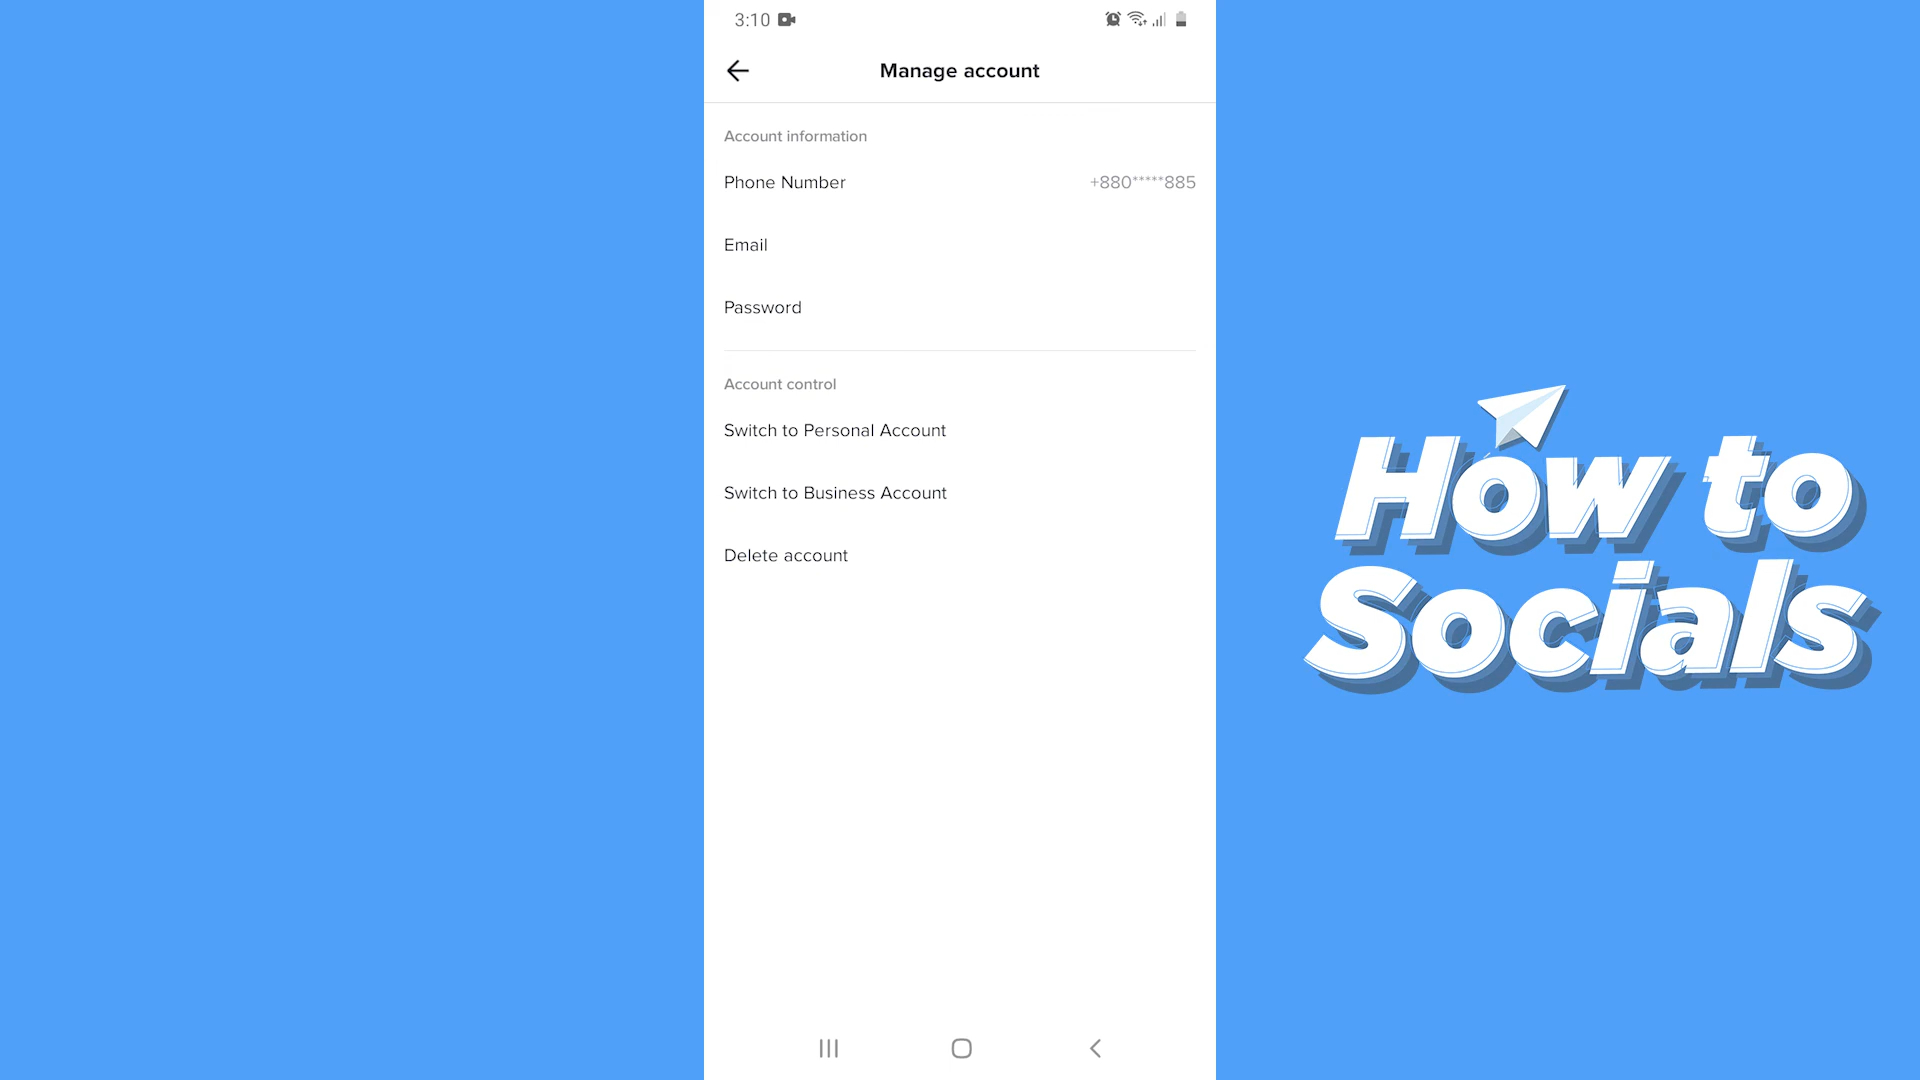 3:10
Manage account
Account information
Phone Number +880*****885
Email
Password
Account control
Switch to Personal Account
Switch to Business Account
Delete account
How to
Socials